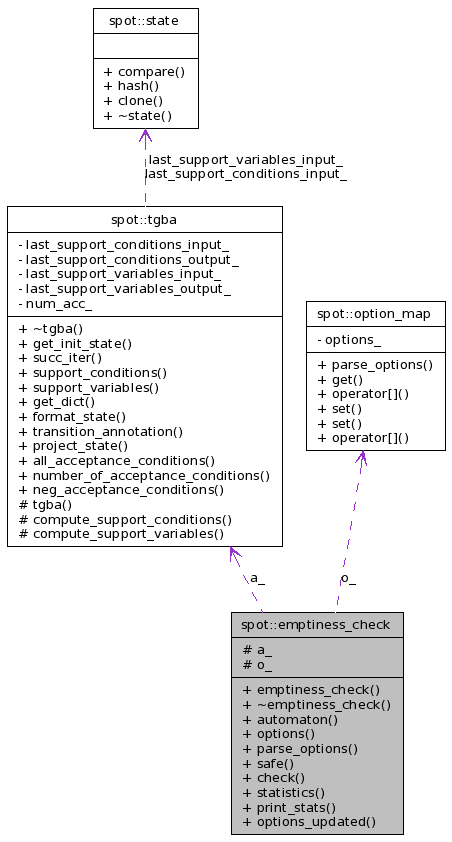 spot::state
+ compare()
+ hash()
+ clone()
+ ~state()
last_support_variables_input_
last_support_conditions_input_
spot::tgba
- last_support_conditions_input_
- last_support_conditions_output_
- last_support_variables_input_
- last_support_variables_output_
- num_acc_
+ ~tgba()
+ get_init_state()
+ succ_iter()
+ support_conditions()
+ support_variables()
+ get_dict()
+ format_state()
+ transition_annotation()
+ project_state()
+ all_acceptance_conditions()
+ number_of_acceptance_conditions()
+ neg_acceptance_conditions()
# tgba()
# compute_support_conditions()
# compute_support_variables()
spot::option_map
- options_
+ parse_options()
+ get()
+ operator[]()
+ set()
+ set()
+ operator[]()
a_
o_
spot::emptiness_check
# a_
# o_
+ emptiness_check()
+ ~emptiness_check()
+ automaton()
+ options()
+ parse_options()
+ safe()
+ check()
+ statistics()
+ print_stats()
+ options_updated()